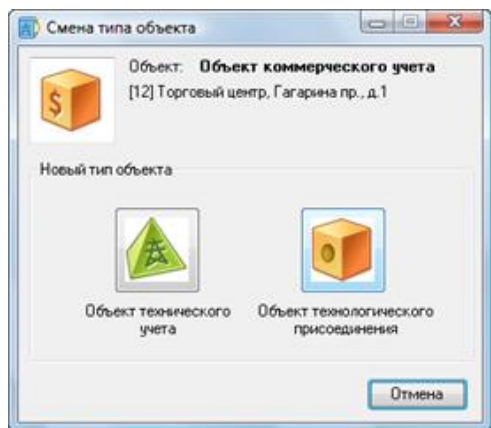 Смена типа объекта
Объект: Объект коммерческого учета
[12] Торговый центр, Гагарина пр., д.1
$
Новый тип объекта
Объект технического
учета
Объект технологического
присоединения
Отмена